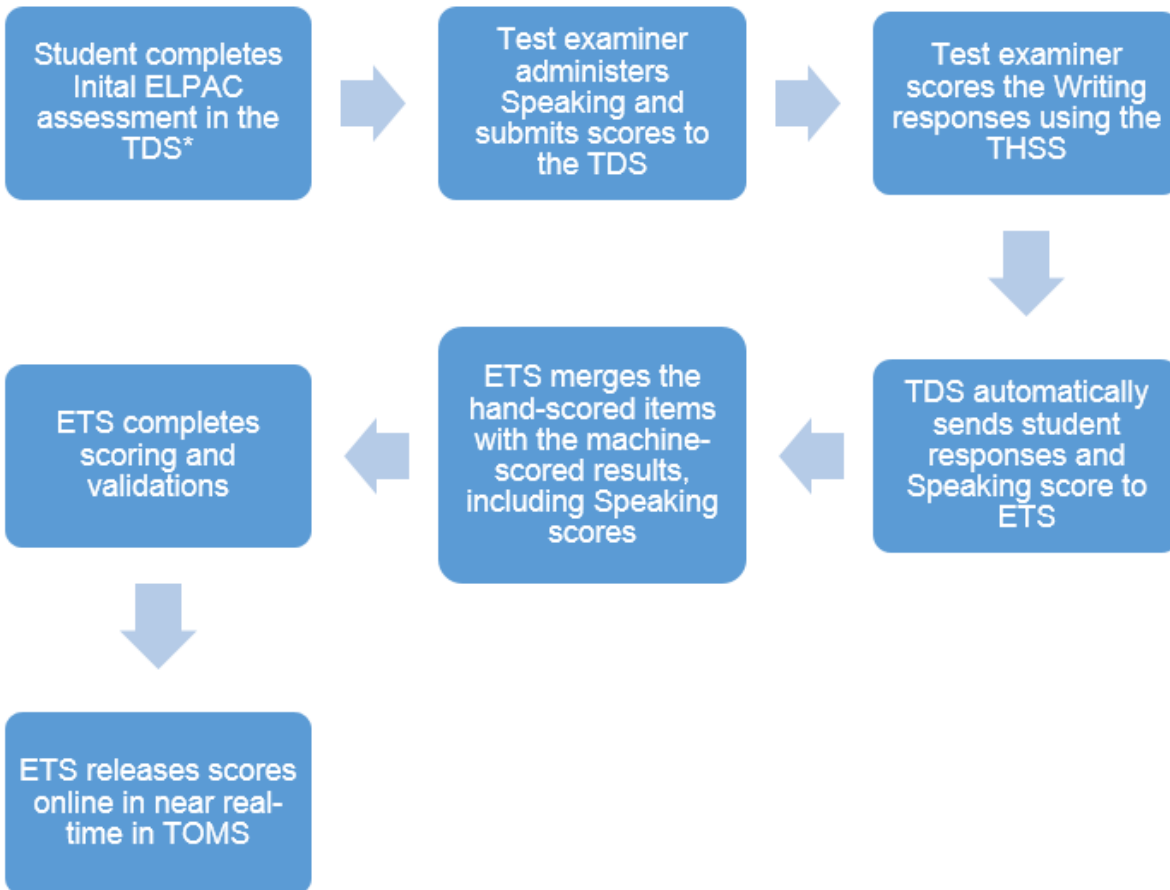 Student completes
Inital ELPAC
assessment in the
TDS*
Test examiner
administers
Speaking and
submits scores to
the TDS
Test examiner
scores the Writing
responses using the
THSS
TDS automatically
sends student
responses and
Speaking score to
ETS
ETS merges the
hand-scored items
with the machine-
scored results,
including Speaking
scores
ETS completes
scoring and
validations
ETS releases scores
online in near real-
time in TOMS